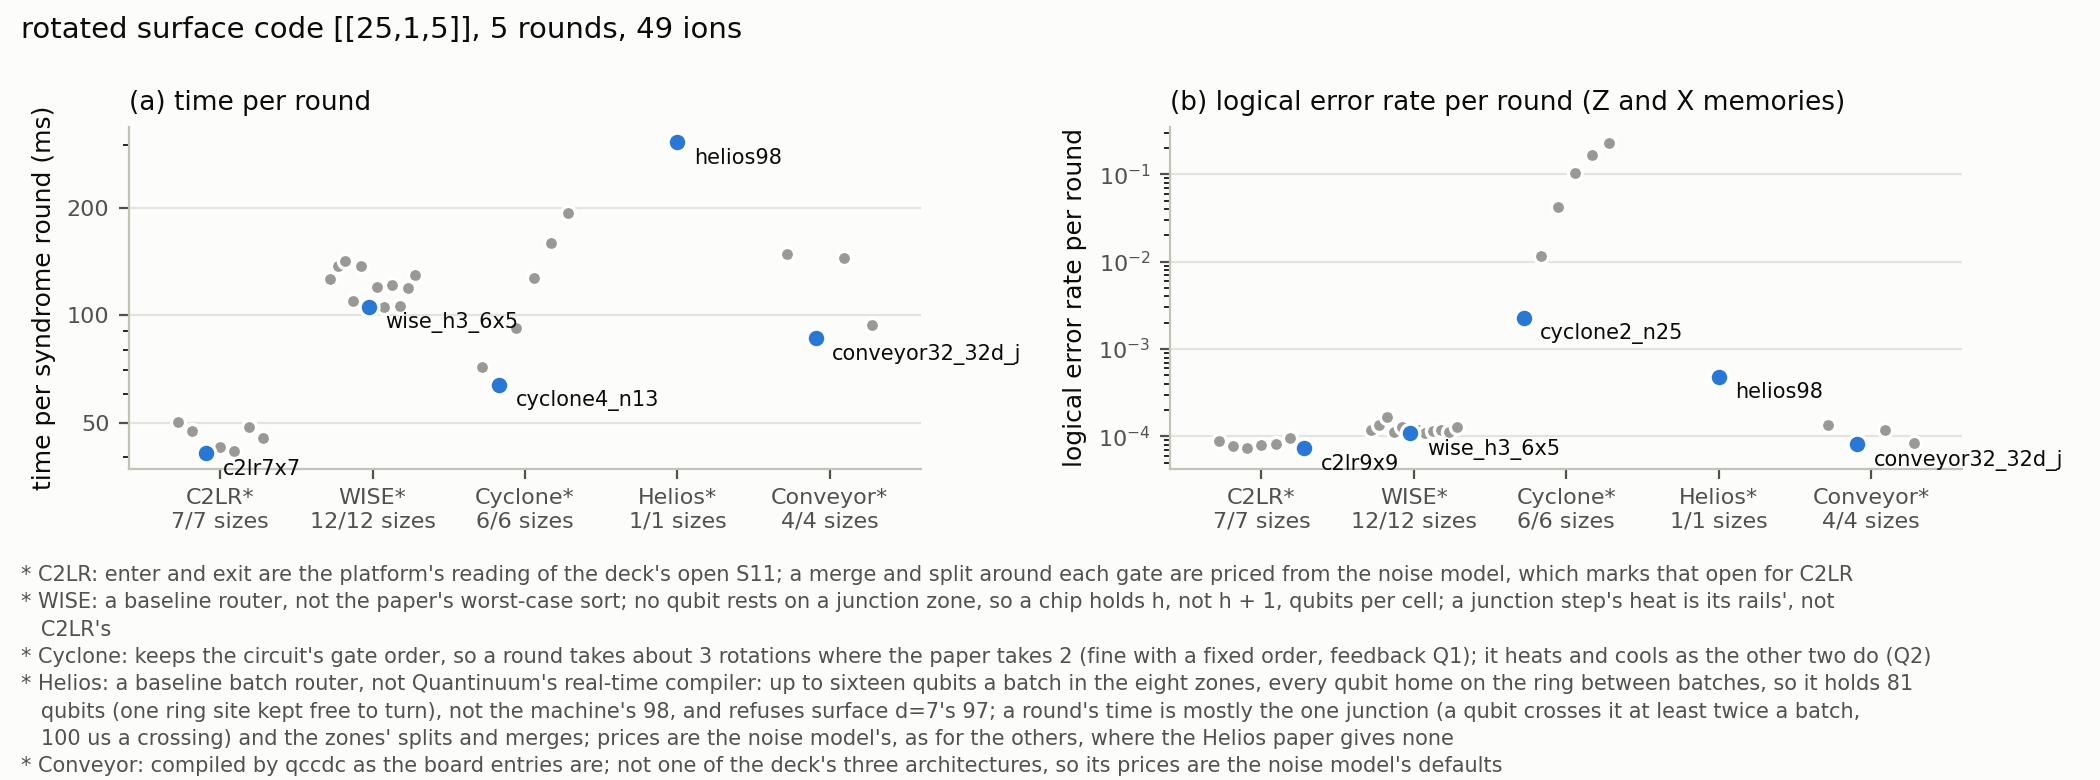 rotated surface code [[25,1,5]], 5 rounds, 49 ions
(a) time per round
time per syndrome round (ms)
200
100
50
helios98
wise_h3_6x5
conveyor32_32d_j
cyclone4_n13
c2lr7x7
C2LR*
7/7 sizes
WISE*
12/12 sizes
Cyclone*
6/6 sizes
Helios*
1/1 sizes
Conveyor*
4/4 sizes
(b) logical error rate per round (Z and X memories)
logical error rate per round
10⁻¹
10⁻²
10⁻³
10⁻⁴
cyclone2_n25
helios98
wise_h3_6x5
c2lr9x9
conveyor32_32d_j
C2LR*
7/7 sizes
WISE*
12/12 sizes
Cyclone*
6/6 sizes
Helios*
1/1 sizes
Conveyor*
4/4 sizes
* C2LR: enter and exit are the platform's reading of the deck's open S11; a merge and split around each gate are priced from the noise model, which marks that open for C2LR
* WISE: a baseline router, not the paper's worst-case sort; no qubit rests on a junction zone, so a chip holds h, not h + 1, qubits per cell; a junction step's heat is its rails', not
C2LR's
* Cyclone: keeps the circuit's gate order, so a round takes about 3 rotations where the paper takes 2 (fine with a fixed order, feedback Q1); it heats and cools as the other two do (Q2)
* Helios: a baseline batch router, not Quantinuum's real-time compiler: up to sixteen qubits a batch in the eight zones, every qubit home on the ring between batches, so it holds 81
qubits (one ring site kept free to turn), not the machine's 98, and refuses surface d=7's 97; a round's time is mostly the one junction (a qubit crosses it at least twice a batch,
100 us a crossing) and the zones' splits and merges; prices are the noise model's, as for the others, where the Helios paper gives none
* Conveyor: compiled by qccdc as the board entries are; not one of the deck's three architectures, so its prices are the noise model's defaults